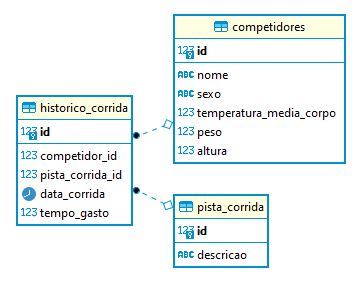 competidores
123 id
ABC nome
ABC sexo
123 temperatura_media_corpo
123 peso
123 altura
historico_corrida
123 id
123 competidor_id
123 pista_corrida_id
data_corrida
123 tempo_gasto
pista_corrida
123 id
ABC descricao